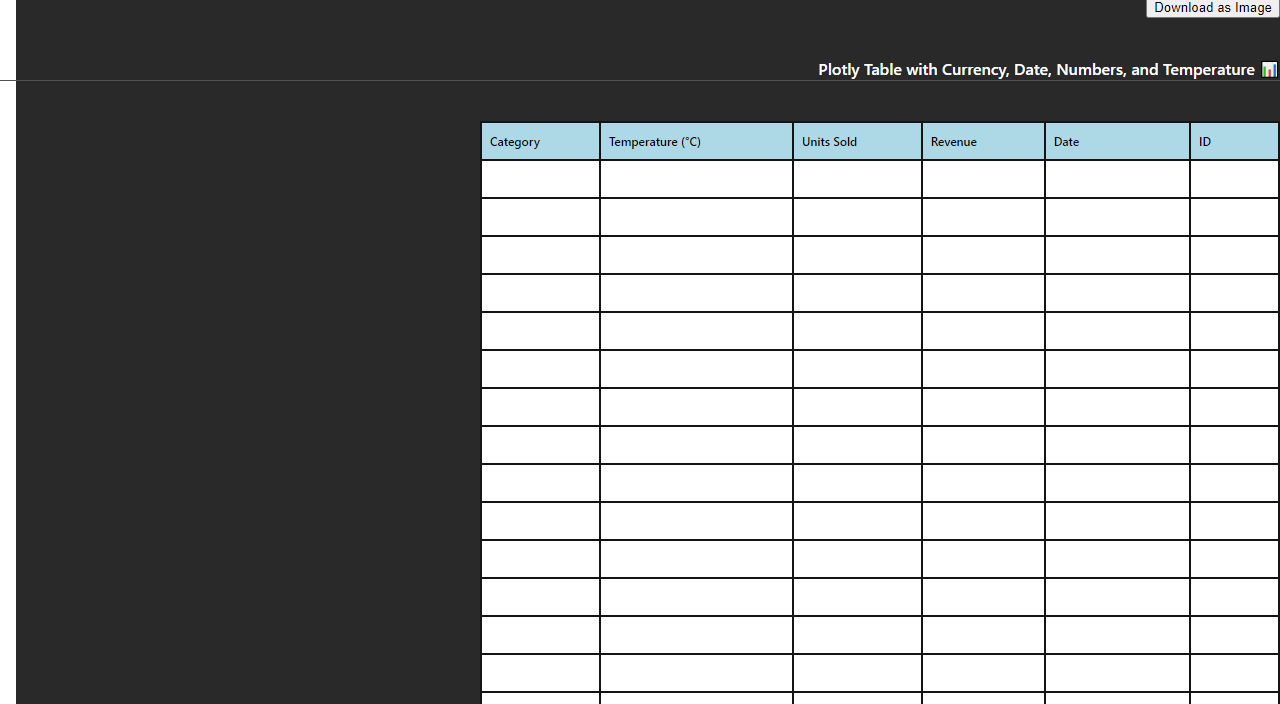 Download as Image
Plotly Table with Currency, Date, Numbers, and Temperature 📊
Category Temperature (°C) Units Sold Revenue Date ID